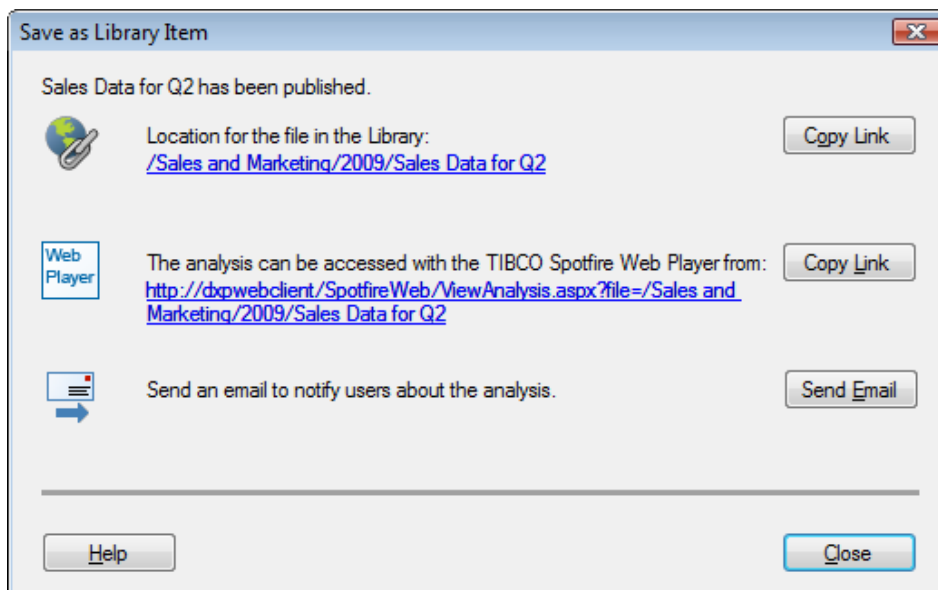 Save as Library Item
Sales Data for Q2 has been published.
Location for the file in the Library:
/Sales and Marketing/2009/Sales Data for Q2
Copy Link
Web
Player
The analysis can be accessed with the TIBCO Spotfire Web Player from:
http://dxpwebclient/SpotfireWeb/ViewAnalysis.aspx?file=/Sales and
Marketing/2009/Sales Data for Q2
Copy Link
Send an email to notify users about the analysis.
Send Email
Help
Close